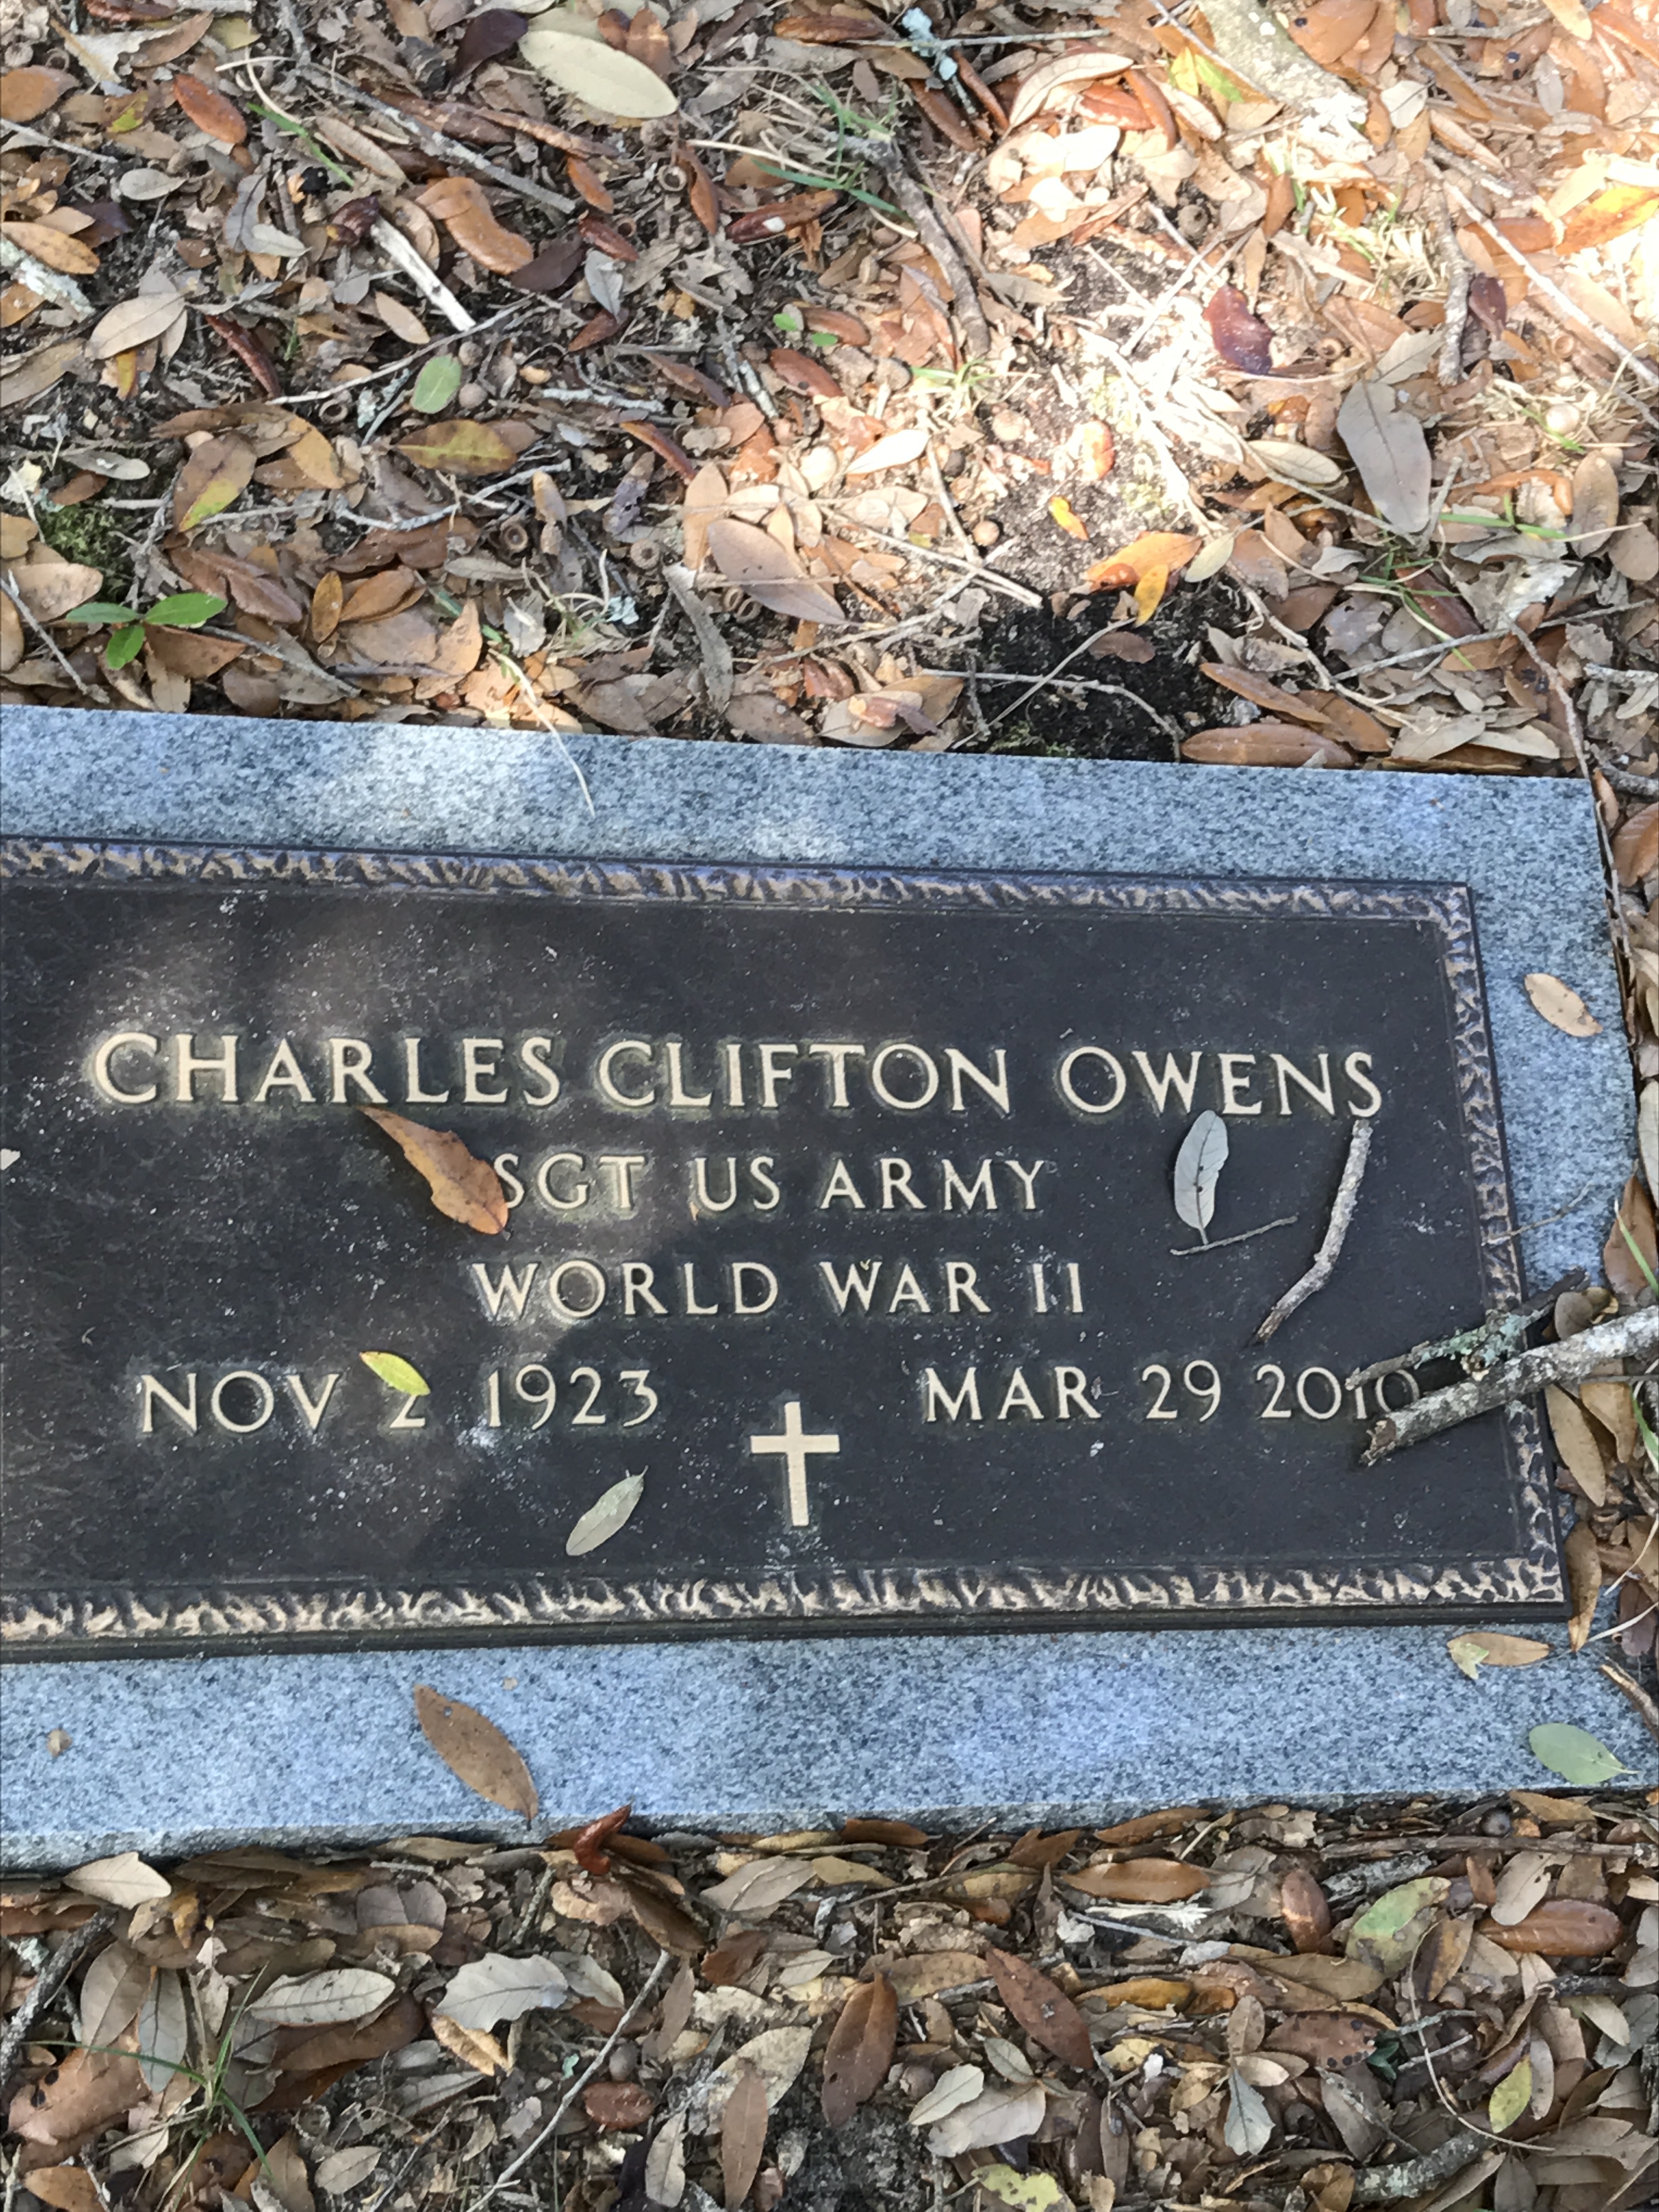 CHARLES CLIFTON OWENS
SGT US ARMY
WORLD WAR II
NOV 2 1923 MAR 29 2010